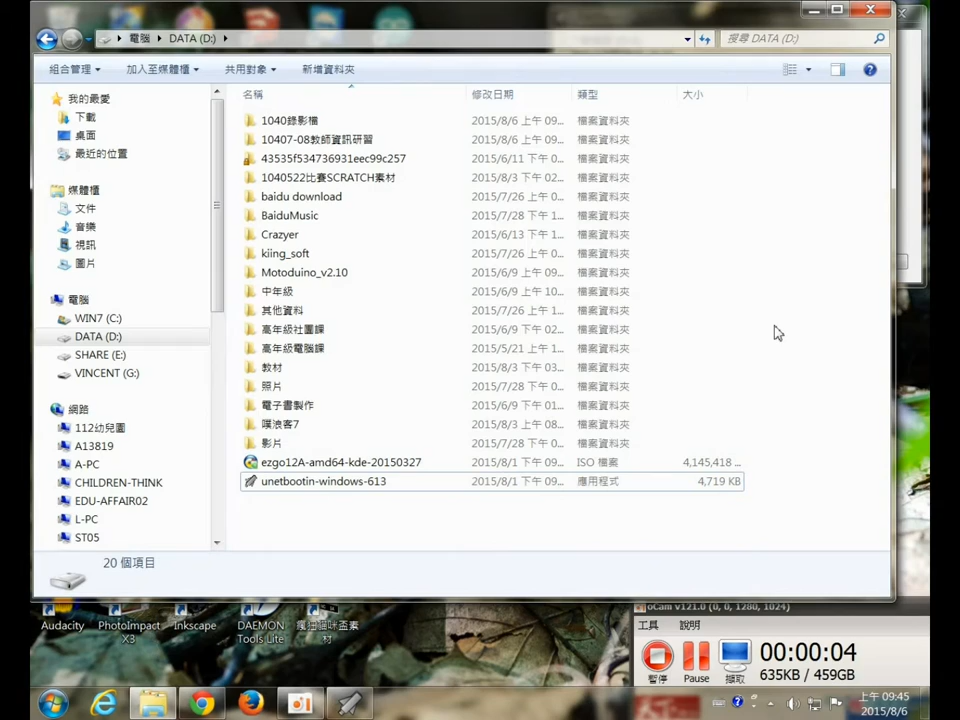 電腦 ▸ DATA (D:) ▸
搜尋 DATA (D:)
組合管理 加入至媒體櫃 共用對象 新增資料夾
我的最愛
下載
桌面
最近的位置
媒體櫃
文件
音樂
視訊
圖片
電腦
WIN7 (C:)
DATA (D:)
SHARE (E:)
VINCENT (G:)
網路
112幼兒園
A13819
A-PC
CHILDREN-THINK
EDU-AFFAIR02
L-PC
ST05
名稱 修改日期 類型 大小
1040錄影檔 2015/8/6 上午 09... 檔案資料夾
10407-08教師資訊研習 2015/8/6 上午 09... 檔案資料夾
43535f534736931eec99c257 2015/6/11 下午 0... 檔案資料夾
1040522比賽SCRATCH素材 2015/8/3 下午 02... 檔案資料夾
baidu download 2015/7/26 下午 0... 檔案資料夾
BaiduMusic 2015/7/28 下午 1... 檔案資料夾
Crazyer 2015/6/13 下午 1... 檔案資料夾
kiing_soft 2015/7/26 下午 0... 檔案資料夾
Motoduino_v2.10 2015/6/9 上午 09... 檔案資料夾
中年級 2015/6/9 上午 10... 檔案資料夾
其他資料 2015/7/26 下午 1... 檔案資料夾
高年級社團課 2015/6/9 下午 02... 檔案資料夾
高年級電腦課 2015/5/21 上午 1... 檔案資料夾
教材 2015/8/3 下午 03... 檔案資料夾
照片 2015/7/28 下午 0... 檔案資料夾
電子書製作 2015/6/9 下午 01... 檔案資料夾
噗浪客7 2015/8/3 上午 08... 檔案資料夾
影片 2015/7/28 下午 0... 檔案資料夾
ezgo12A-amd64-kde-20150327 2015/8/1 下午 09... ISO 檔案 4,145,418 ...
unetbootin-windows-613 2015/8/1 下午 09... 應用程式 4,719 KB
20 個項目
Audacity
PhotoImpact X3
Inkscape
DAEMON Tools Lite
瘋狂貓咪盃素材
oCam v121.0 (0, 0, 1280, 1024)
工具 說明
00:00:04
635KB / 459GB
暫停 Pause 擷取
上午 09:45
2015/8/6